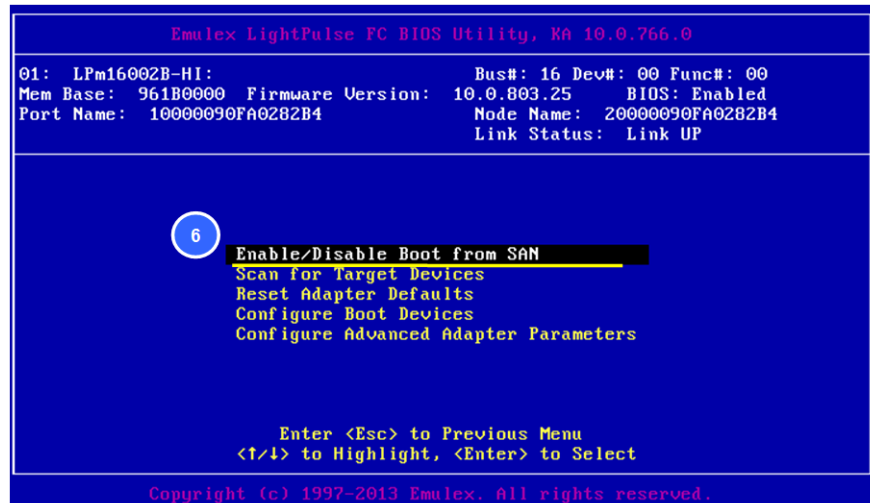 Emulex LightPulse FC BIOS Utility, KA 10.0.766.0
01: LPm16002B-HI: Bus#: 16 Dev#: 00 Func#: 00
Mem Base: 961B0000 Firmware Version: 10.0.803.25 BIOS: Enabled
Port Name: 10000090FA0282B4 Node Name: 20000090FA0282B4
Link Status: Link UP
6
Enable/Disable Boot from SAN
Scan for Target Devices
Reset Adapter Defaults
Configure Boot Devices
Configure Advanced Adapter Parameters
Enter <Esc> to Previous Menu
<↑/↓> to Highlight, <Enter> to Select
Copyright (c) 1997-2013 Emulex. All rights reserved.